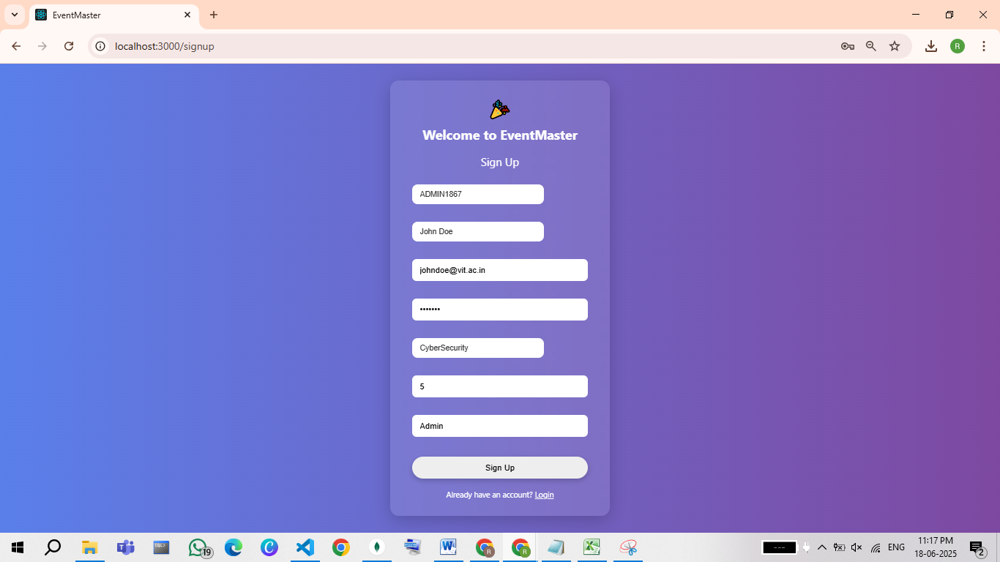 EventMaster
localhost:3000/signup
R
Welcome to EventMaster
Sign Up
ADMIN1867
John Doe
johndoe@vit.ac.in
•••••••
CyberSecurity
5
Admin
Sign Up
Already have an account? Login
19
R
R
ENG
11:17 PM
18-06-2025
2